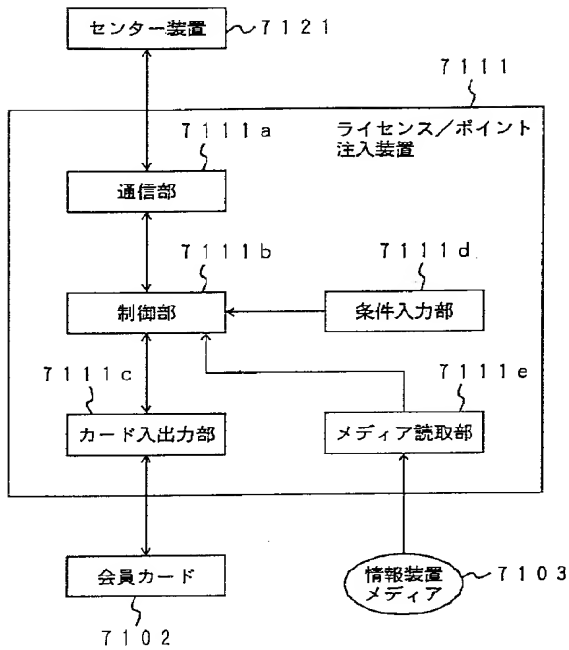 センター装置
7121
7111
ライセンス/ポイント
注入装置
7111a
通信部
7111b
制御部
7111d
条件入力部
7111c
カード入出力部
7111e
メディア読取部
会員カード
7102
情報装置
メディア
7103